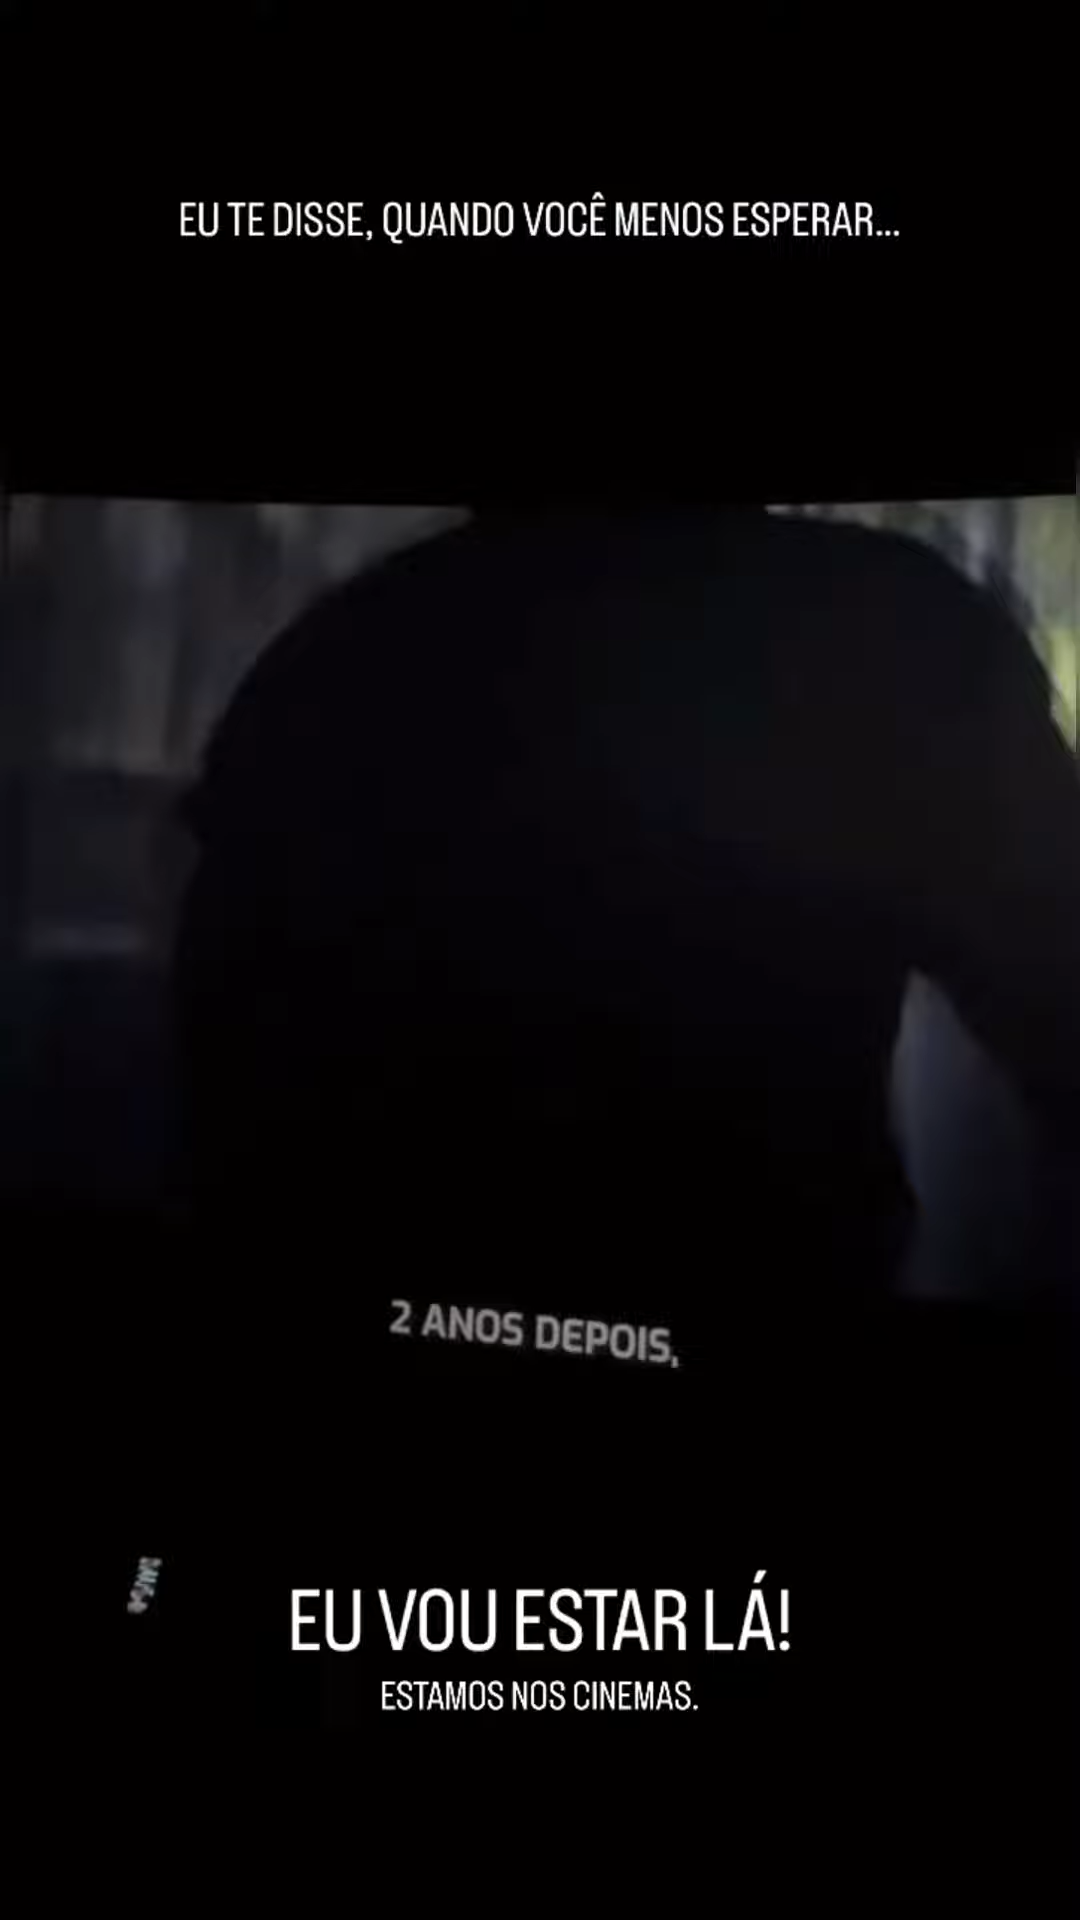 EU TE DISSE, QUANDO VOCÊ MENOS ESPERAR...
2 ANOS DEPOIS,
EU VOU ESTAR LÁ!
ESTAMOS NOS CINEMAS.